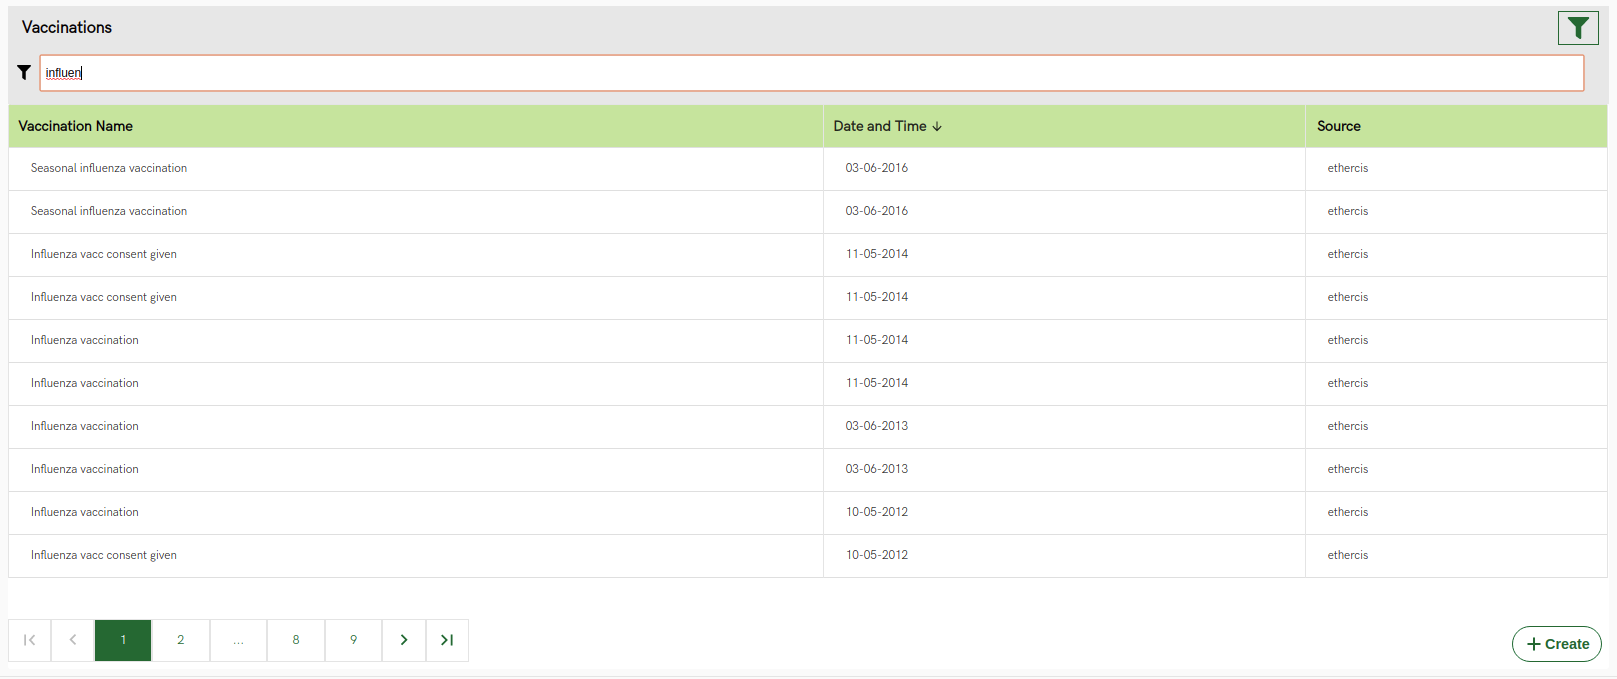 Vaccinations
influen
Vaccination Name Date and Time ↓ Source
Seasonal influenza vaccination 03-06-2016 ethercis
Seasonal influenza vaccination 03-06-2016 ethercis
Influenza vacc consent given 11-05-2014 ethercis
Influenza vacc consent given 11-05-2014 ethercis
Influenza vaccination 11-05-2014 ethercis
Influenza vaccination 11-05-2014 ethercis
Influenza vaccination 03-06-2013 ethercis
Influenza vaccination 03-06-2013 ethercis
Influenza vaccination 10-05-2012 ethercis
Influenza vacc consent given 10-05-2012 ethercis
1 2 ... 8 9
+ Create